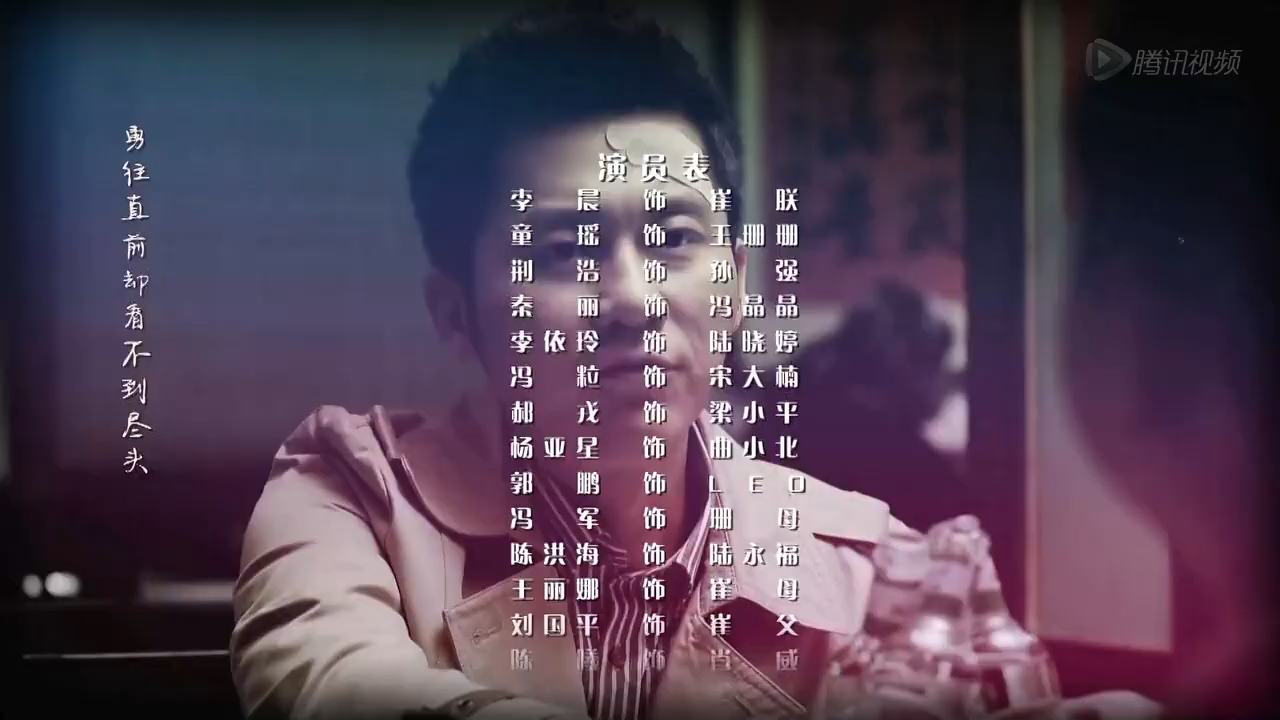 腾讯视频
勇往直前却看不到尽头
演员表
李晨 饰 崔朕
童瑶 饰 王珊珊
荆浩 饰 孙强
秦丽 饰 冯晶晶
李依玲 饰 陆晓婷
冯粒 饰 宋大楠
郝戎 饰 梁小平
杨亚星 饰 曲小北
郭鹏 饰 LEO
冯军 饰 珊母
陈洪海 饰 陆永福
王丽娜 饰 崔母
刘国平 饰 崔父
陈曦 饰 肖威